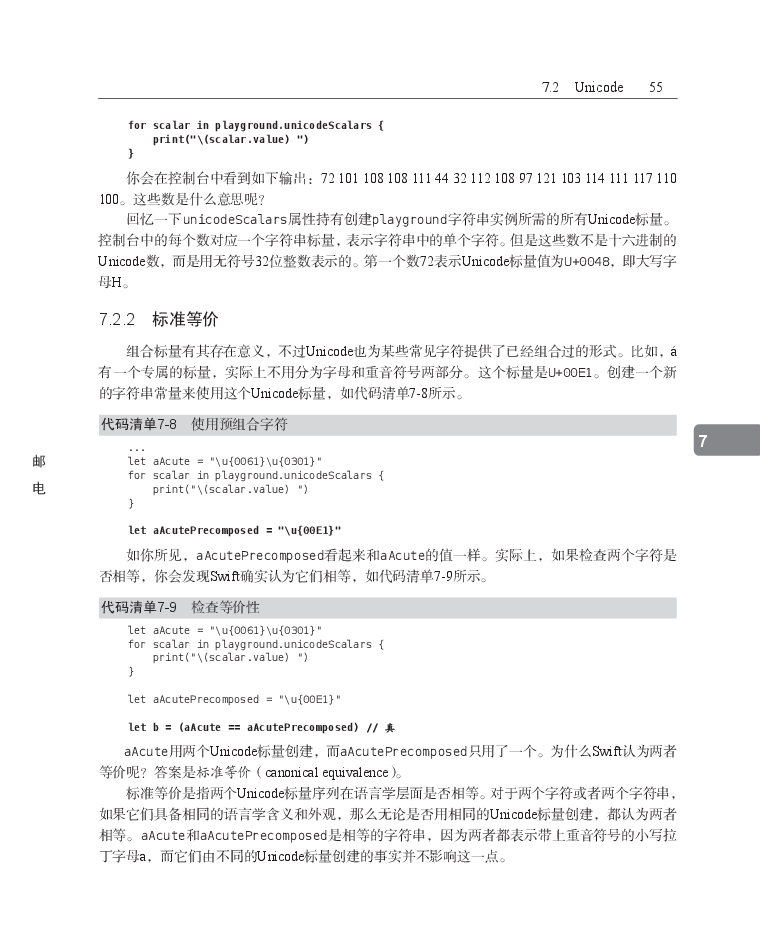 7.2 Unicode 55
for scalar in playground.unicodeScalars {
    print("\(scalar.value) ")
}
你会在控制台中看到如下输出：72 101 108 108 111 44 32 112 108 97 121 103 114 111 117 110
100。这些数是什么意思呢？
回忆一下unicodeScalars属性持有创建playground字符串实例所需的所有Unicode标量。
控制台中的每个数对应一个字符串标量，表示字符串中的单个字符。但是这些数不是十六进制的
Unicode数，而是用无符号32位整数表示的。第一个数72表示Unicode标量值为U+0048，即大写字
母H。
7.2.2 标准等价
组合标量有其存在意义，不过Unicode也为某些常见字符提供了已经组合过的形式。比如，á
有一个专属的标量，实际上不用分为字母和重音符号两部分。这个标量是U+00E1。创建一个新
的字符串常量来使用这个Unicode标量，如代码清单7-8所示。
代码清单7-8 使用预组合字符
...
let aAcute = "\u{0061}\u{0301}"
for scalar in playground.unicodeScalars {
    print("\(scalar.value) ")
}
let aAcutePrecomposed = "\u{00E1}"
如你所见，aAcutePrecomposed看起来和aAcute的值一样。实际上，如果检查两个字符是
否相等，你会发现Swift确实认为它们相等，如代码清单7-9所示。
代码清单7-9 检查等价性
let aAcute = "\u{0061}\u{0301}"
for scalar in playground.unicodeScalars {
    print("\(scalar.value) ")
}
let aAcutePrecomposed = "\u{00E1}"
let b = (aAcute == aAcutePrecomposed) // 真
aAcute用两个Unicode标量创建，而aAcutePrecomposed只用了一个。为什么Swift认为两者
等价呢？答案是标准等价（canonical equivalence）。
标准等价是指两个Unicode标量序列在语言学层面是否相等。对于两个字符或者两个字符串，
如果它们具备相同的语言学含义和外观，那么无论是否用相同的Unicode标量创建，都认为两者
相等。aAcute和aAcutePrecomposed是相等的字符串，因为两者都表示带上重音符号的小写拉
丁字母a，而它们由不同的Unicode标量创建的事实并不影响这一点。
7
邮
电